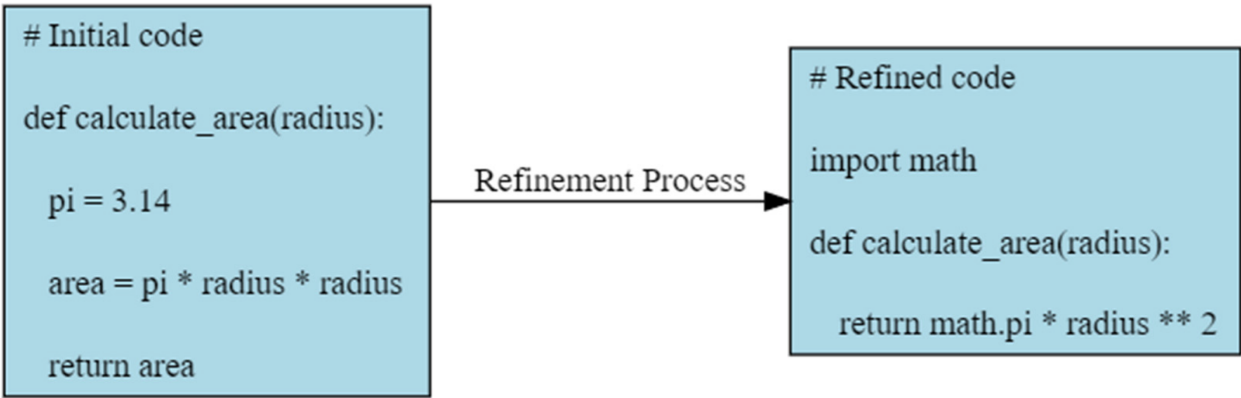 # Initial code
def calculate_area(radius):
pi = 3.14
area = pi * radius * radius
return area
Refinement Process
# Refined code
import math
def calculate_area(radius):
return math.pi * radius ** 2